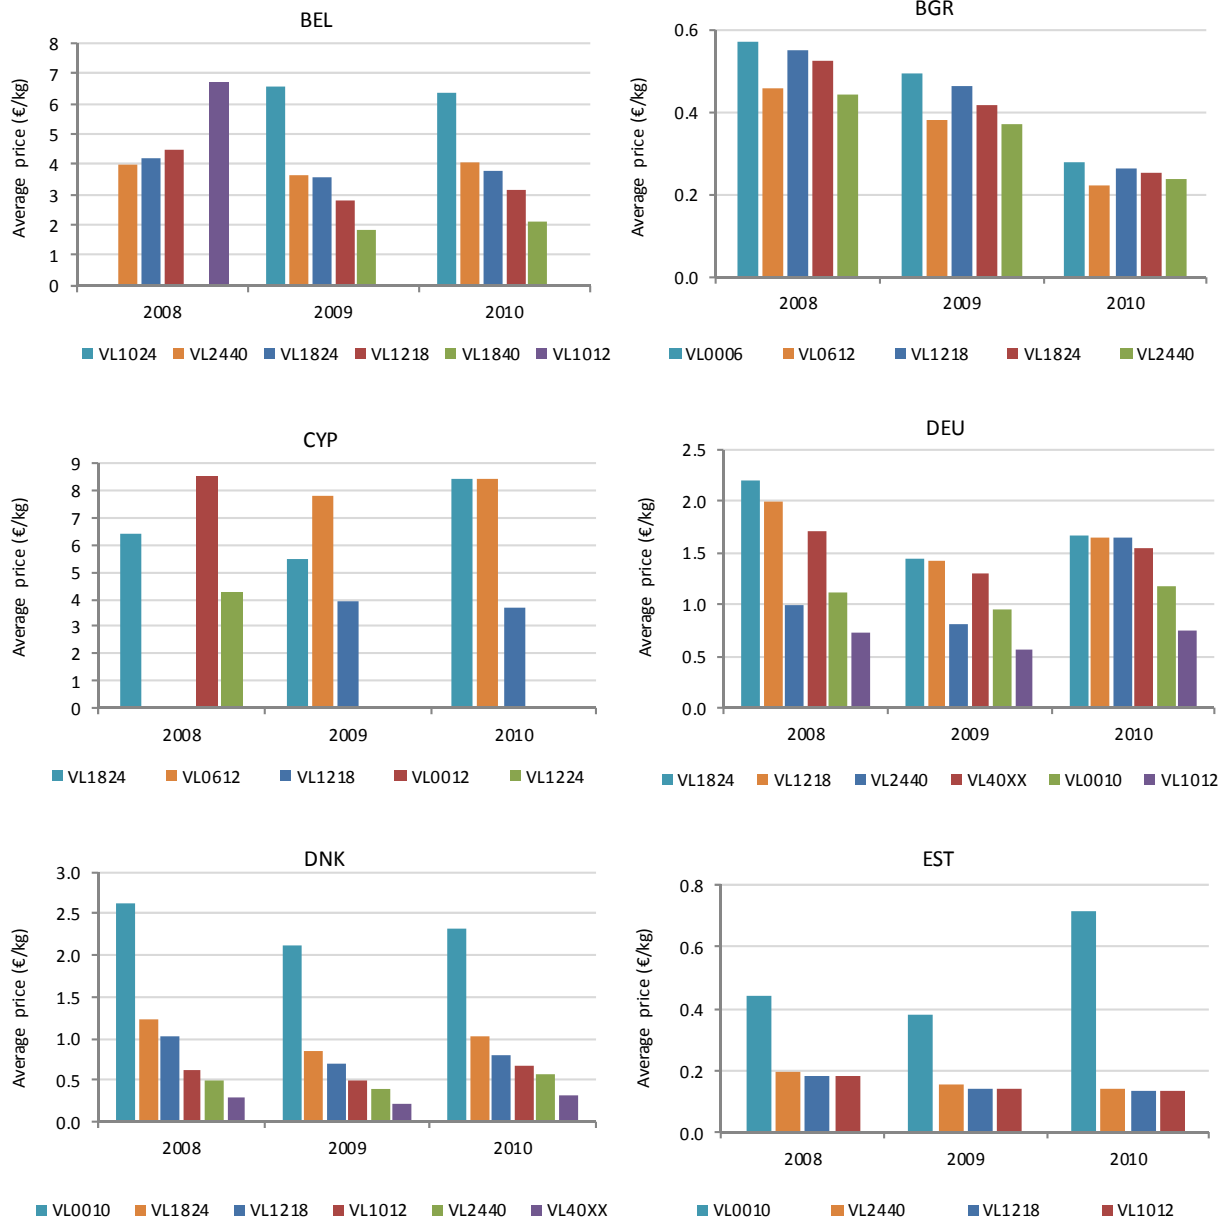 BEL
Average price (€/kg)
8
7
6
5
4
3
2
1
0
2008 2009 2010
VL1024 VL2440 VL1824 VL1218 VL1840 VL1012
BGR
Average price (€/kg)
0.6
0.4
0.2
0.0
2008 2009 2010
VL0006 VL0612 VL1218 VL1824 VL2440
CYP
Average price (€/kg)
9
8
7
6
5
4
3
2
1
0
2008 2009 2010
VL1824 VL0612 VL1218 VL0012 VL1224
DEU
Average price (€/kg)
2.5
2.0
1.5
1.0
0.5
0.0
2008 2009 2010
VL1824 VL1218 VL2440 VL40XX VL0010 VL1012
DNK
Average price (€/kg)
3.0
2.5
2.0
1.5
1.0
0.5
0.0
2008 2009 2010
VL0010 VL1824 VL1218 VL1012 VL2440 VL40XX
EST
Average price (€/kg)
0.8
0.6
0.4
0.2
0.0
2008 2009 2010
VL0010 VL2440 VL1218 VL1012